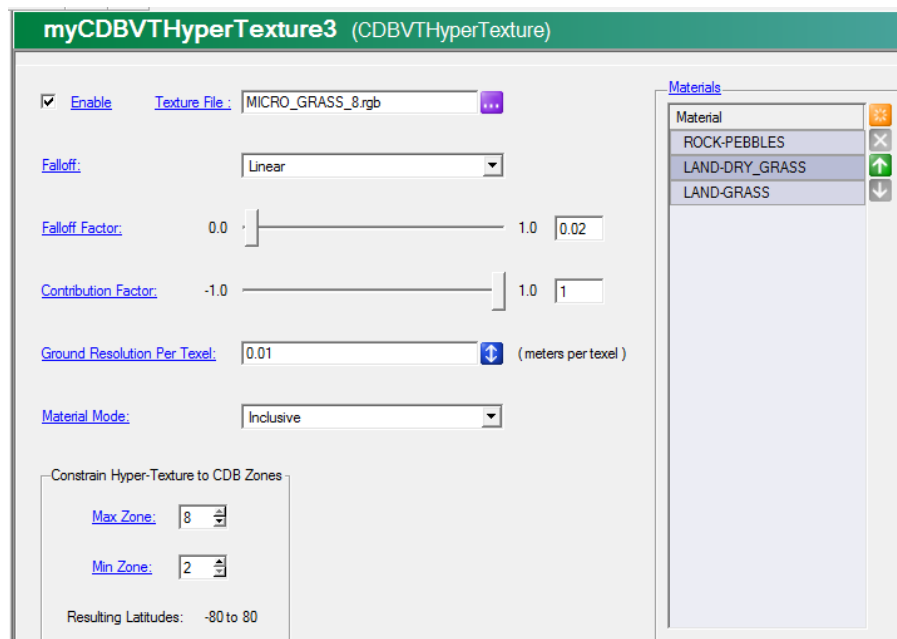 myCDBVTHyperTexture3 (CDBVTHyperTexture)
Enable Texture File : MICRO_GRASS_8.rgb ...
Falloff: Linear
Falloff Factor: 0.0 1.0 0.02
Contribution Factor: -1.0 1.0 1
Ground Resolution Per Texel: 0.01 (meters per texel )
Material Mode: Inclusive
Constrain Hyper-Texture to CDB Zones
Max Zone: 8
Min Zone: 2
Resulting Latitudes: -80 to 80
Materials
Material
ROCK-PEBBLES
LAND-DRY_GRASS
LAND-GRASS